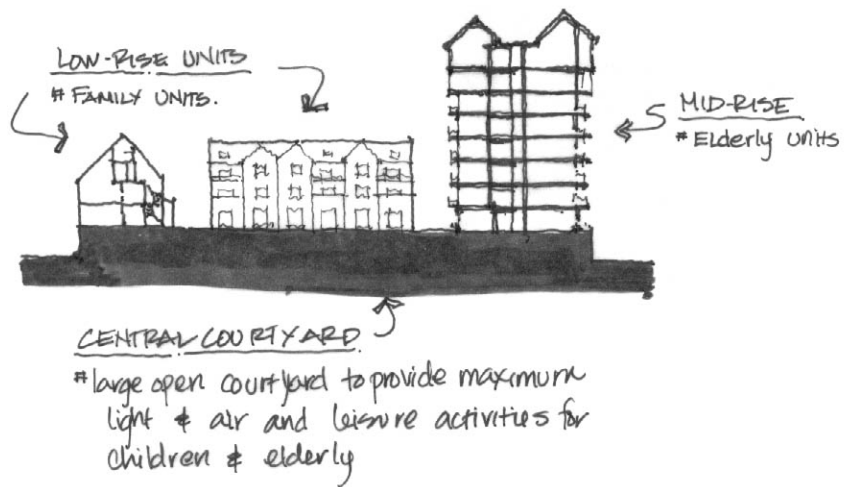 LOW-RISE UNITS
# FAMILY UNITS.
MID-RISE
# Elderly units
CENTRAL COURTYARD
# large open courtyard to provide maximum
light & air and leisure activities for
children & elderly